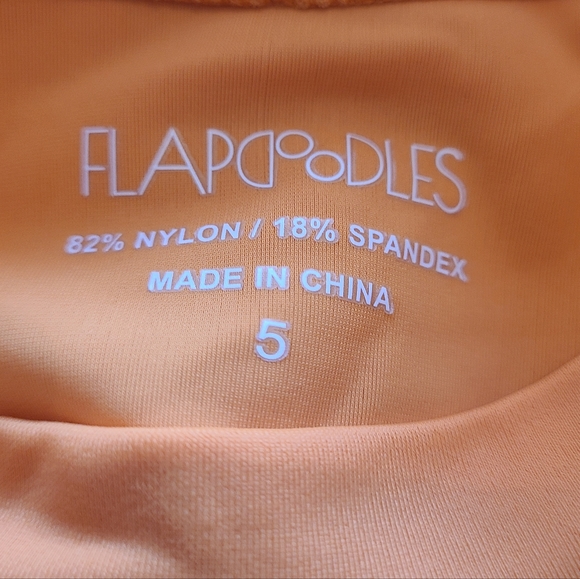 FLAPDOODLES
82% NYLON / 18% SPANDEX
MADE IN CHINA
5